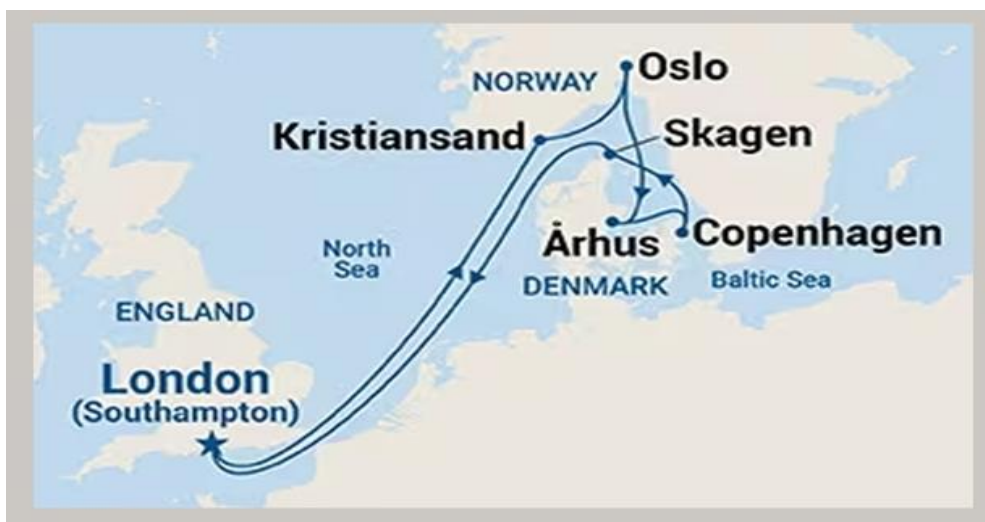 Oslo
NORWAY
Kristiansand
Skagen
Århus
Copenhagen
North
Sea
DENMARK
Baltic Sea
ENGLAND
London
(Southampton)